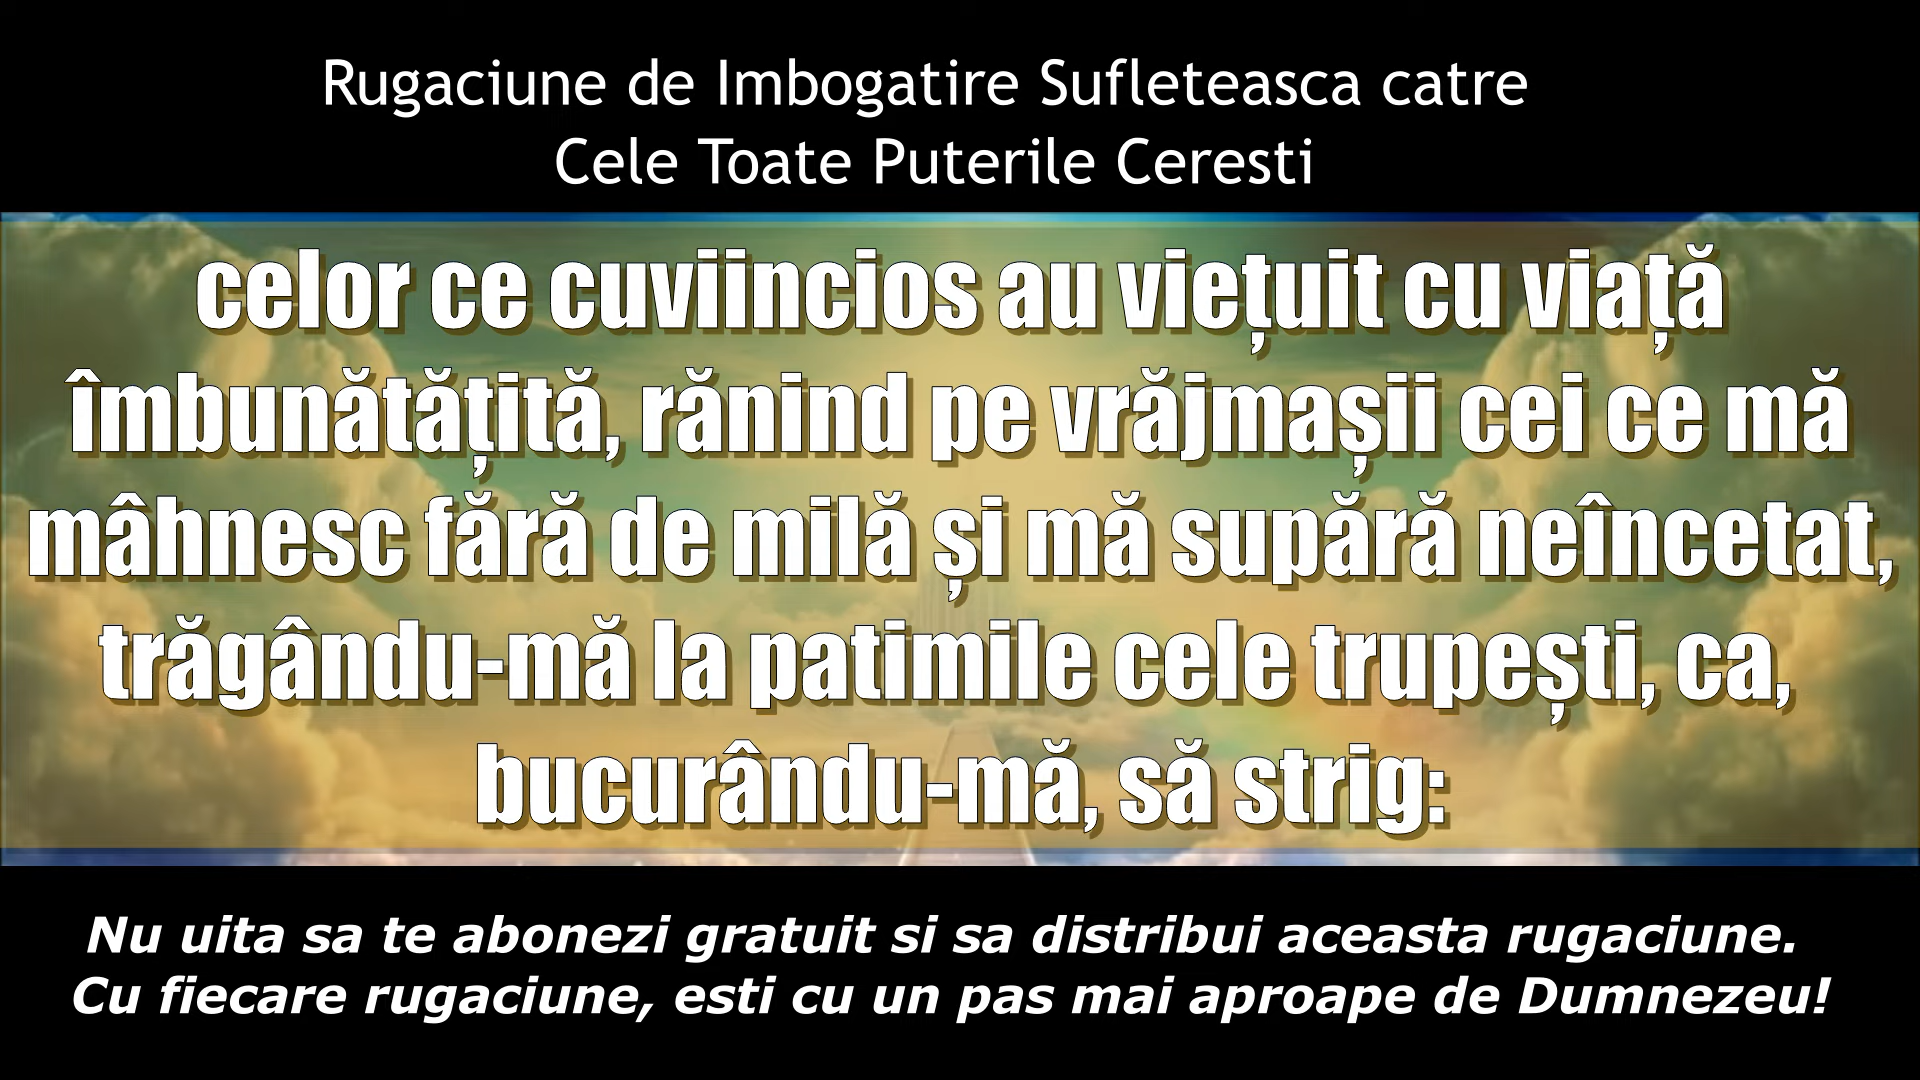 Rugaciune de Imbogatire Sufleteasca catre
Cele Toate Puterile Ceresti
celor ce cuviincios au viețuit cu viață
îmbunătățită, rănind pe vrăjmașii cei ce mă
mâhnesc fără de milă și mă supără neîncetat,
trăgându-mă la patimile cele trupești, ca,
bucurându-mă, să strig:
Nu uita sa te abonezi gratuit si sa distribui aceasta rugaciune.
Cu fiecare rugaciune, esti cu un pas mai aproape de Dumnezeu!